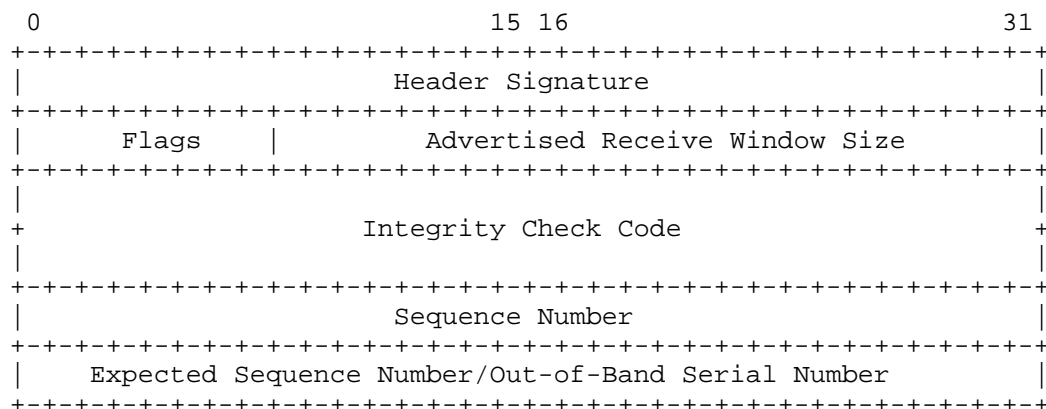 0                             15 16                           31
+-+-+-+-+-+-+-+-+-+-+-+-+-+-+-+-+-+-+-+-+-+-+-+-+-+-+-+-+-+-+-+-+
|                       Header Signature                        |
+-+-+-+-+-+-+-+-+-+-+-+-+-+-+-+-+-+-+-+-+-+-+-+-+-+-+-+-+-+-+-+-+
|      Flags    |         Advertised Receive Window Size        |
+-+-+-+-+-+-+-+-+-+-+-+-+-+-+-+-+-+-+-+-+-+-+-+-+-+-+-+-+-+-+-+-+
|                                                               |
+                     Integrity Check Code                      +
|                                                               |
+-+-+-+-+-+-+-+-+-+-+-+-+-+-+-+-+-+-+-+-+-+-+-+-+-+-+-+-+-+-+-+-+
|                       Sequence Number                         |
+-+-+-+-+-+-+-+-+-+-+-+-+-+-+-+-+-+-+-+-+-+-+-+-+-+-+-+-+-+-+-+-+
|    Expected Sequence Number/Out-of-Band Serial Number         |
+-+-+-+-+-+-+-+-+-+-+-+-+-+-+-+-+-+-+-+-+-+-+-+-+-+-+-+-+-+-+-+-+